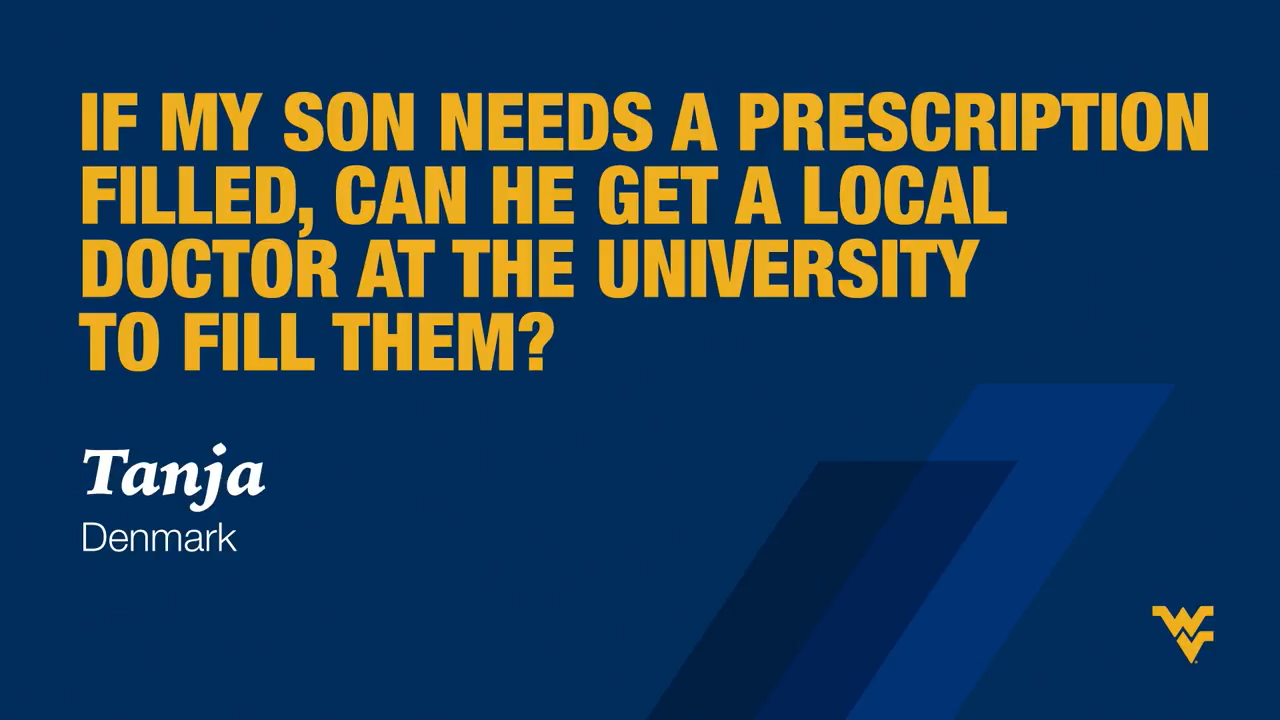 IF MY SON NEEDS A PRESCRIPTION
FILLED, CAN HE GET A LOCAL
DOCTOR AT THE UNIVERSITY
TO FILL THEM?
Tanja
Denmark
WV